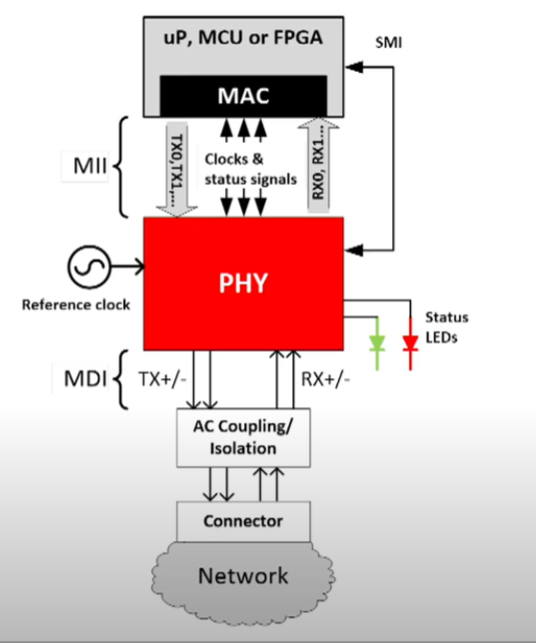 uP, MCU or FPGA
SMI
MAC
MII
TX0,TX1,...
Clocks &
status signals
RX0, RX1...
PHY
Reference clock
Status
LEDs
MDI
TX+/-
RX+/-
AC Coupling/
Isolation
Connector
Network